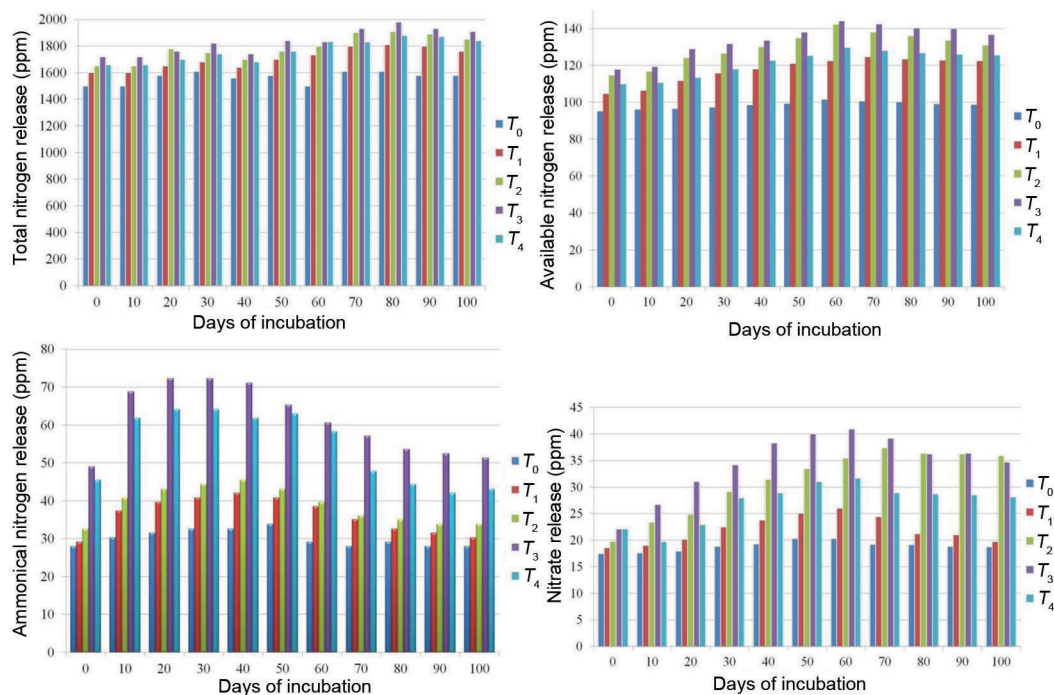 Total nitrogen release (ppm)
2000
1800
1600
1400
1200
1000
800
600
400
200
0
0 10 20 30 40 50 60 70 80 90 100
Days of incubation
T0
T1
T2
T3
T4
Available nitrogen release (ppm)
140
120
100
80
60
40
20
0
0 10 20 30 40 50 60 70 80 90 100
Days of incubation
T0
T1
T2
T3
T4
Ammonical nitrogen release (ppm)
80
70
60
50
40
30
20
10
0
0 10 20 30 40 50 60 70 80 90 100
Days of incubation
T0
T1
T2
T3
T4
Nitrate release (ppm)
45
40
35
30
25
20
15
10
5
0
0 10 20 30 40 50 60 70 80 90 100
Days of incubation
T0
T1
T2
T3
T4